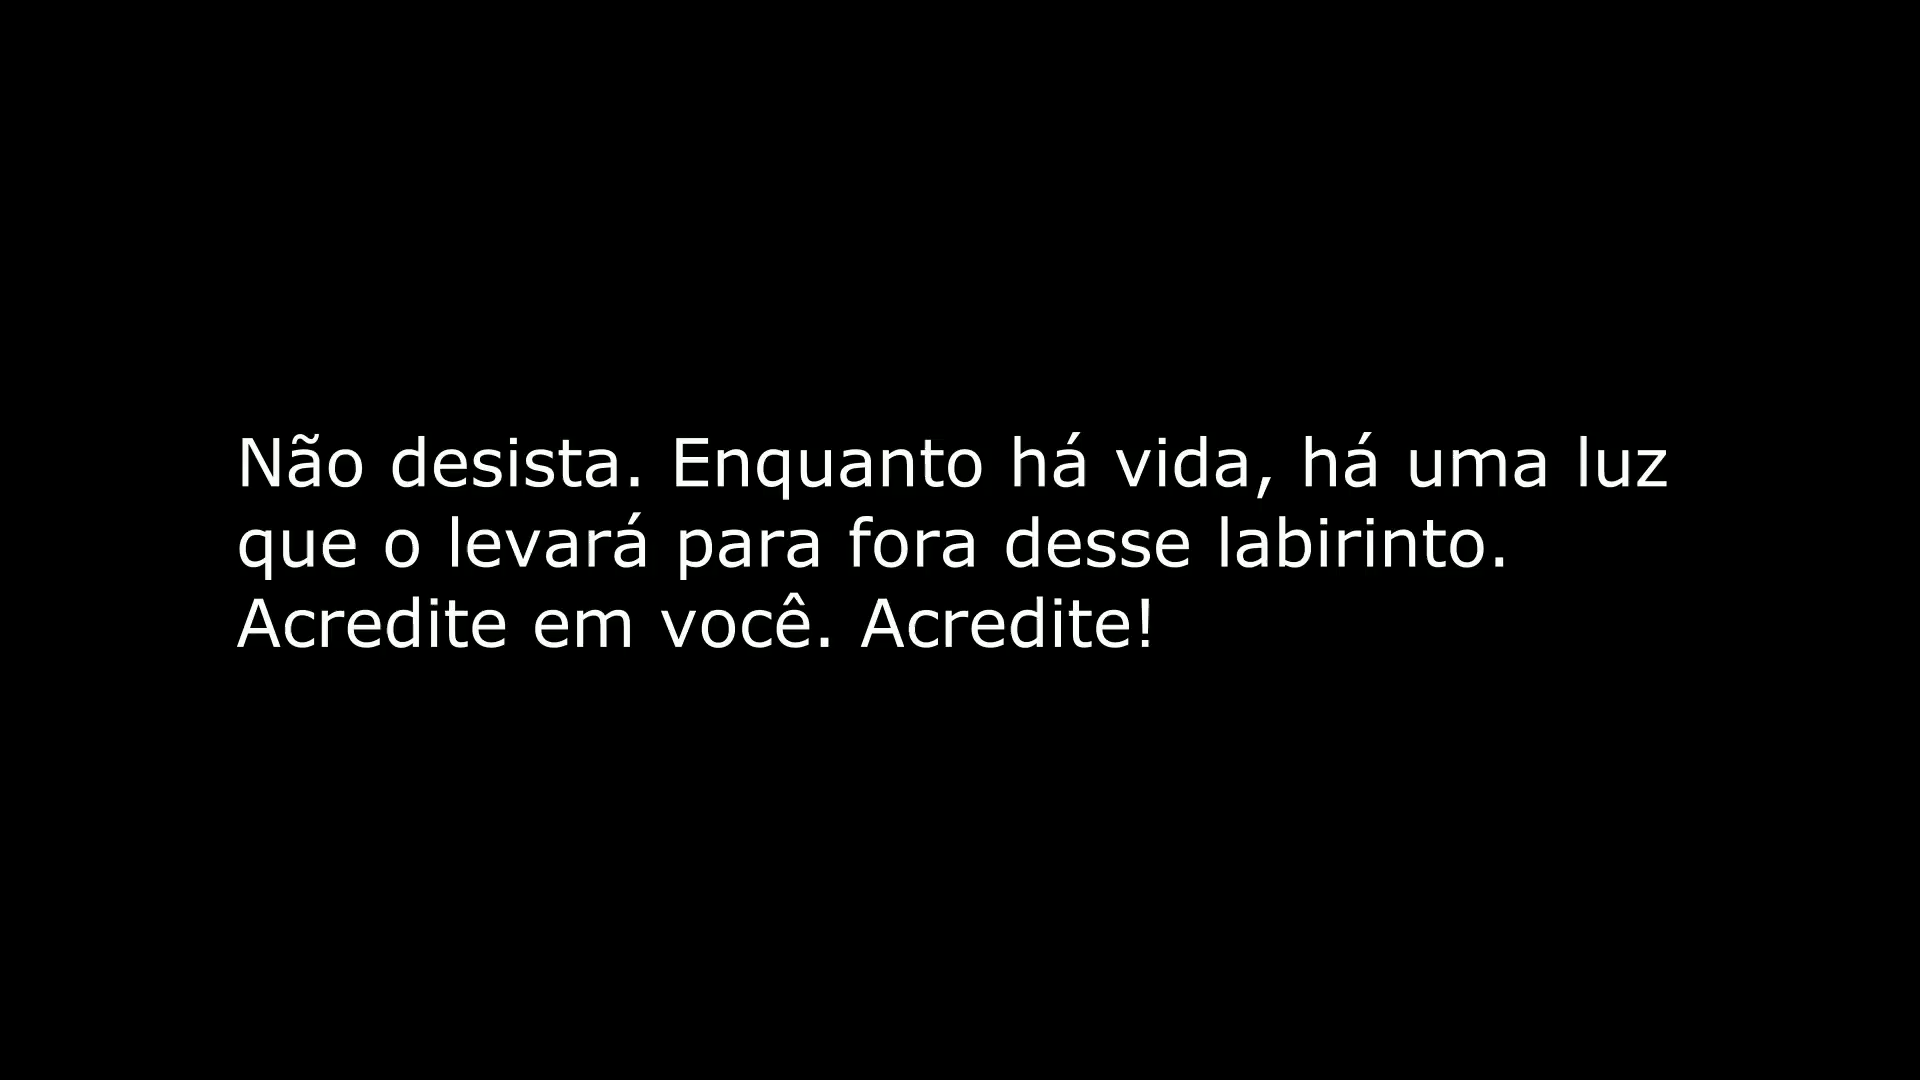 Não desista. Enquanto há vida, há uma luz
que o levará para fora desse labirinto.
Acredite em você. Acredite!